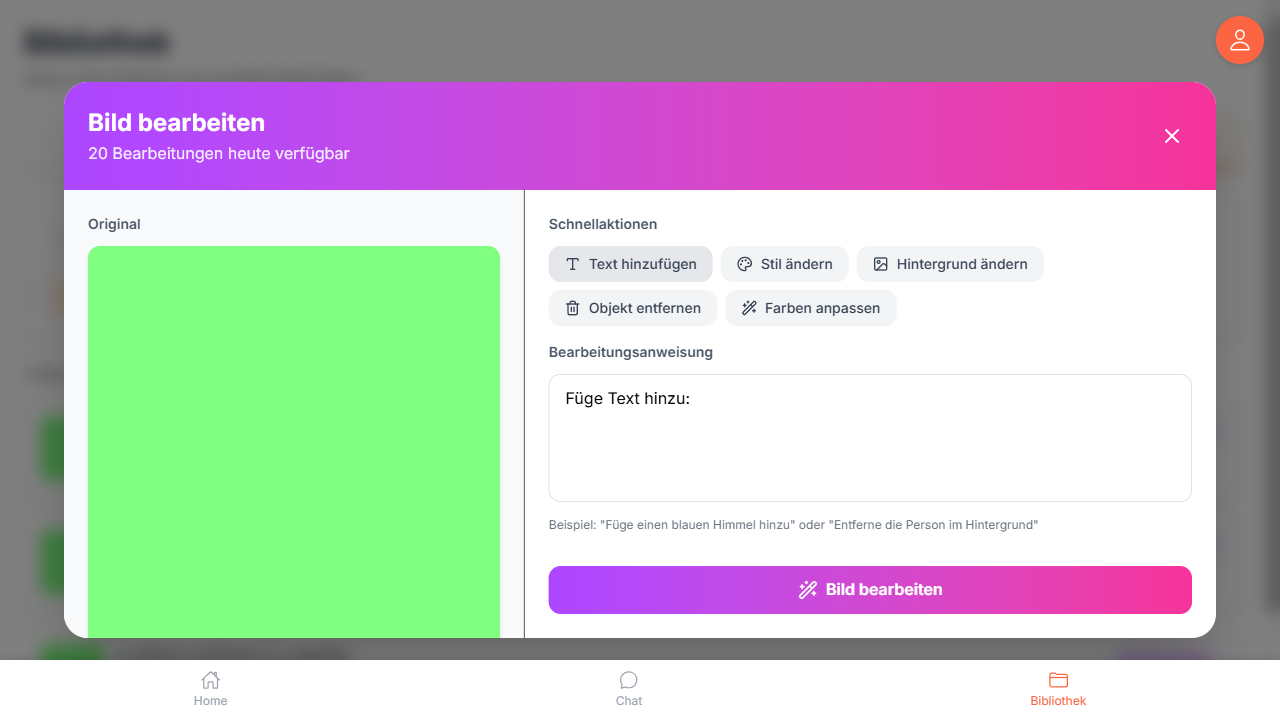 Bibliothek
Bild bearbeiten
20 Bearbeitungen heute verfügbar
Original
Schnellaktionen
Text hinzufügen
Stil ändern
Hintergrund ändern
Objekt entfernen
Farben anpassen
Bearbeitungsanweisung
Füge Text hinzu:
Beispiel: "Füge einen blauen Himmel hinzu" oder "Entferne die Person im Hintergrund"
Bild bearbeiten
Home
Chat
Bibliothek